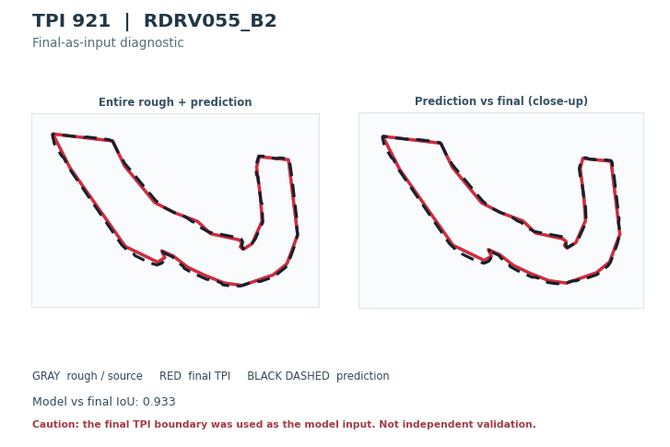 TPI 921 | RDRV055_B2
Final-as-input diagnostic
Entire rough + prediction
Prediction vs final (close-up)
GRAY rough / source RED final TPI BLACK DASHED prediction
Model vs final IoU: 0.933
Caution: the final TPI boundary was used as the model input. Not independent validation.